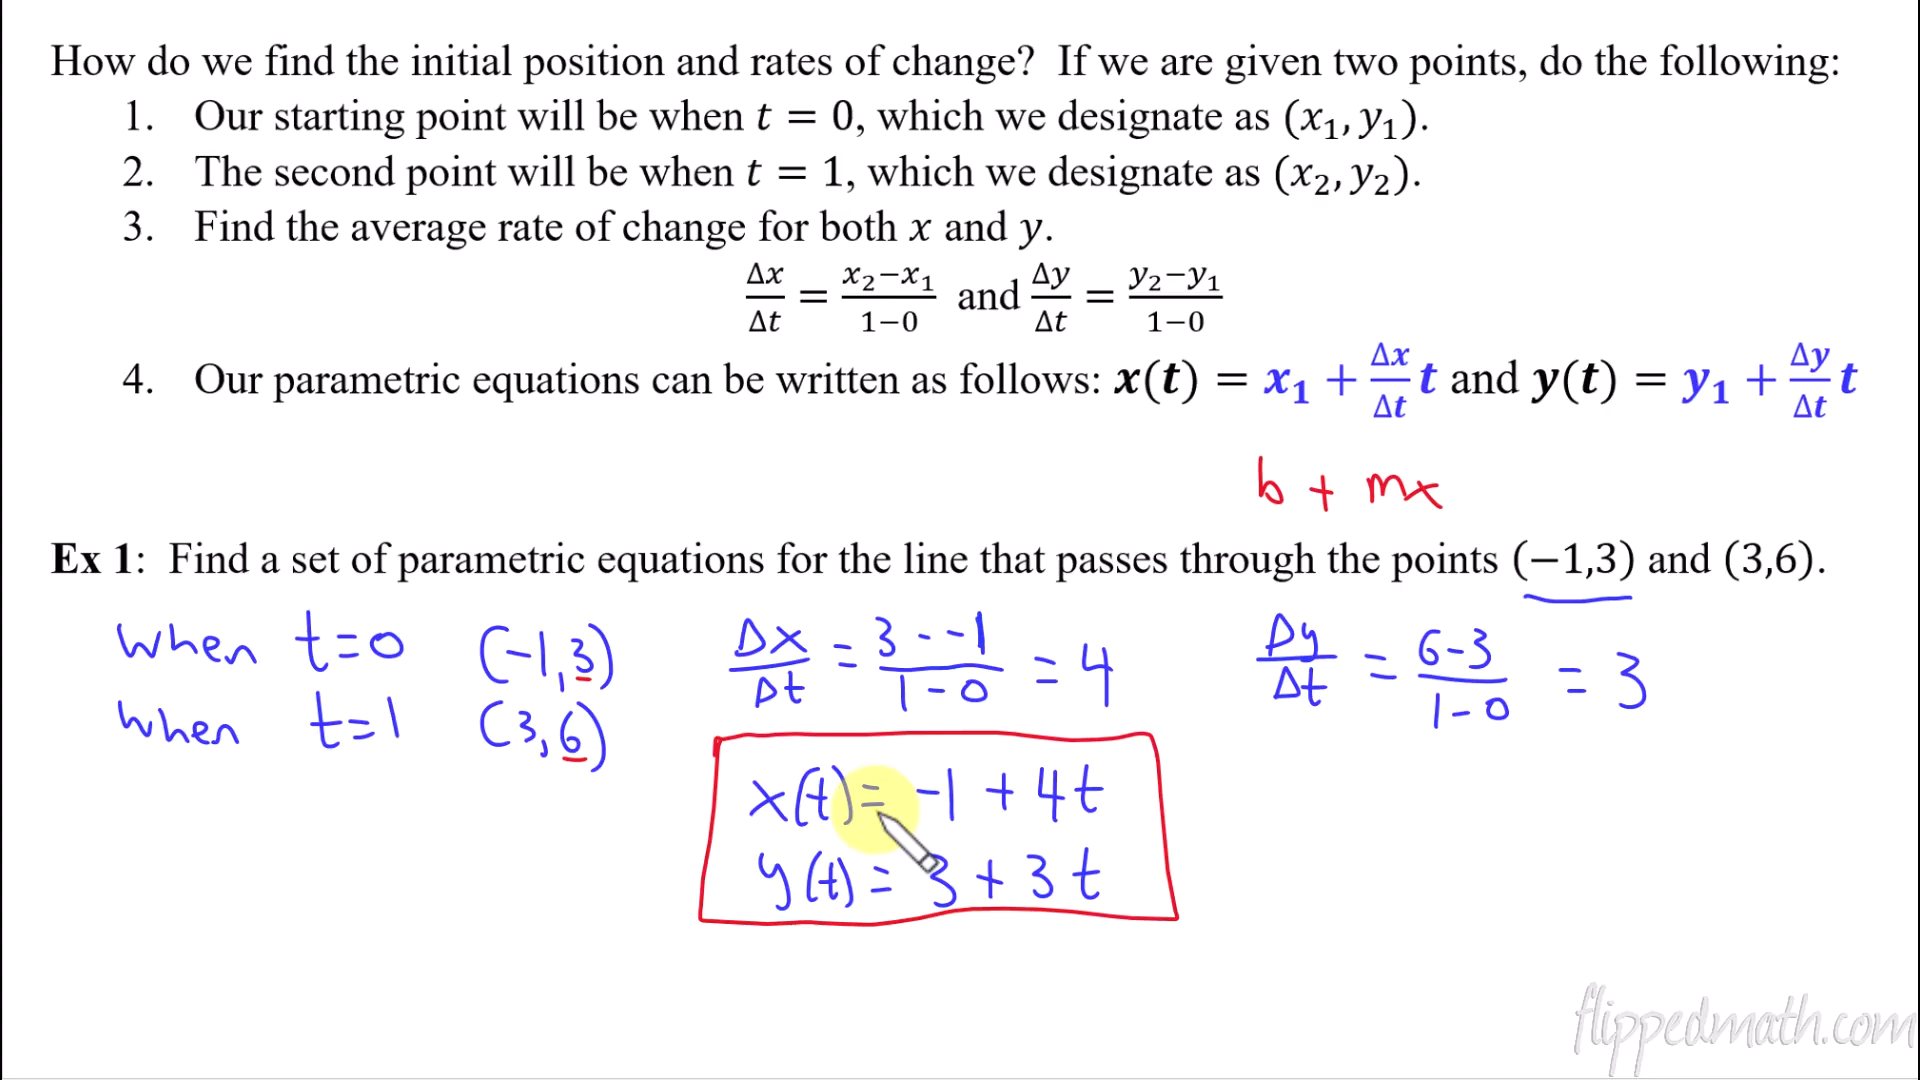 How do we find the initial position and rates of change? If we are given two points, do the following:
1. Our starting point will be when t = 0, which we designate as (x₁, y₁).
2. The second point will be when t = 1, which we designate as (x₂, y₂).
3. Find the average rate of change for both x and y.
Δx/Δt = (x₂−x₁)/(1−0) and Δy/Δt = (y₂−y₁)/(1−0)
4. Our parametric equations can be written as follows: x(t) = x₁ + Δx/Δt t and y(t) = y₁ + Δy/Δt t
b + mx
Ex 1: Find a set of parametric equations for the line that passes through the points (−1,3) and (3,6).
when t=0 (-1,3) Δx/Δt = (3--1)/(1-0) = 4 Δy/Δt = (6-3)/(1-0) = 3
when t=1 (3,6)
x(t)= -1 + 4t
y(t)= 3 + 3t
flippedmath.com